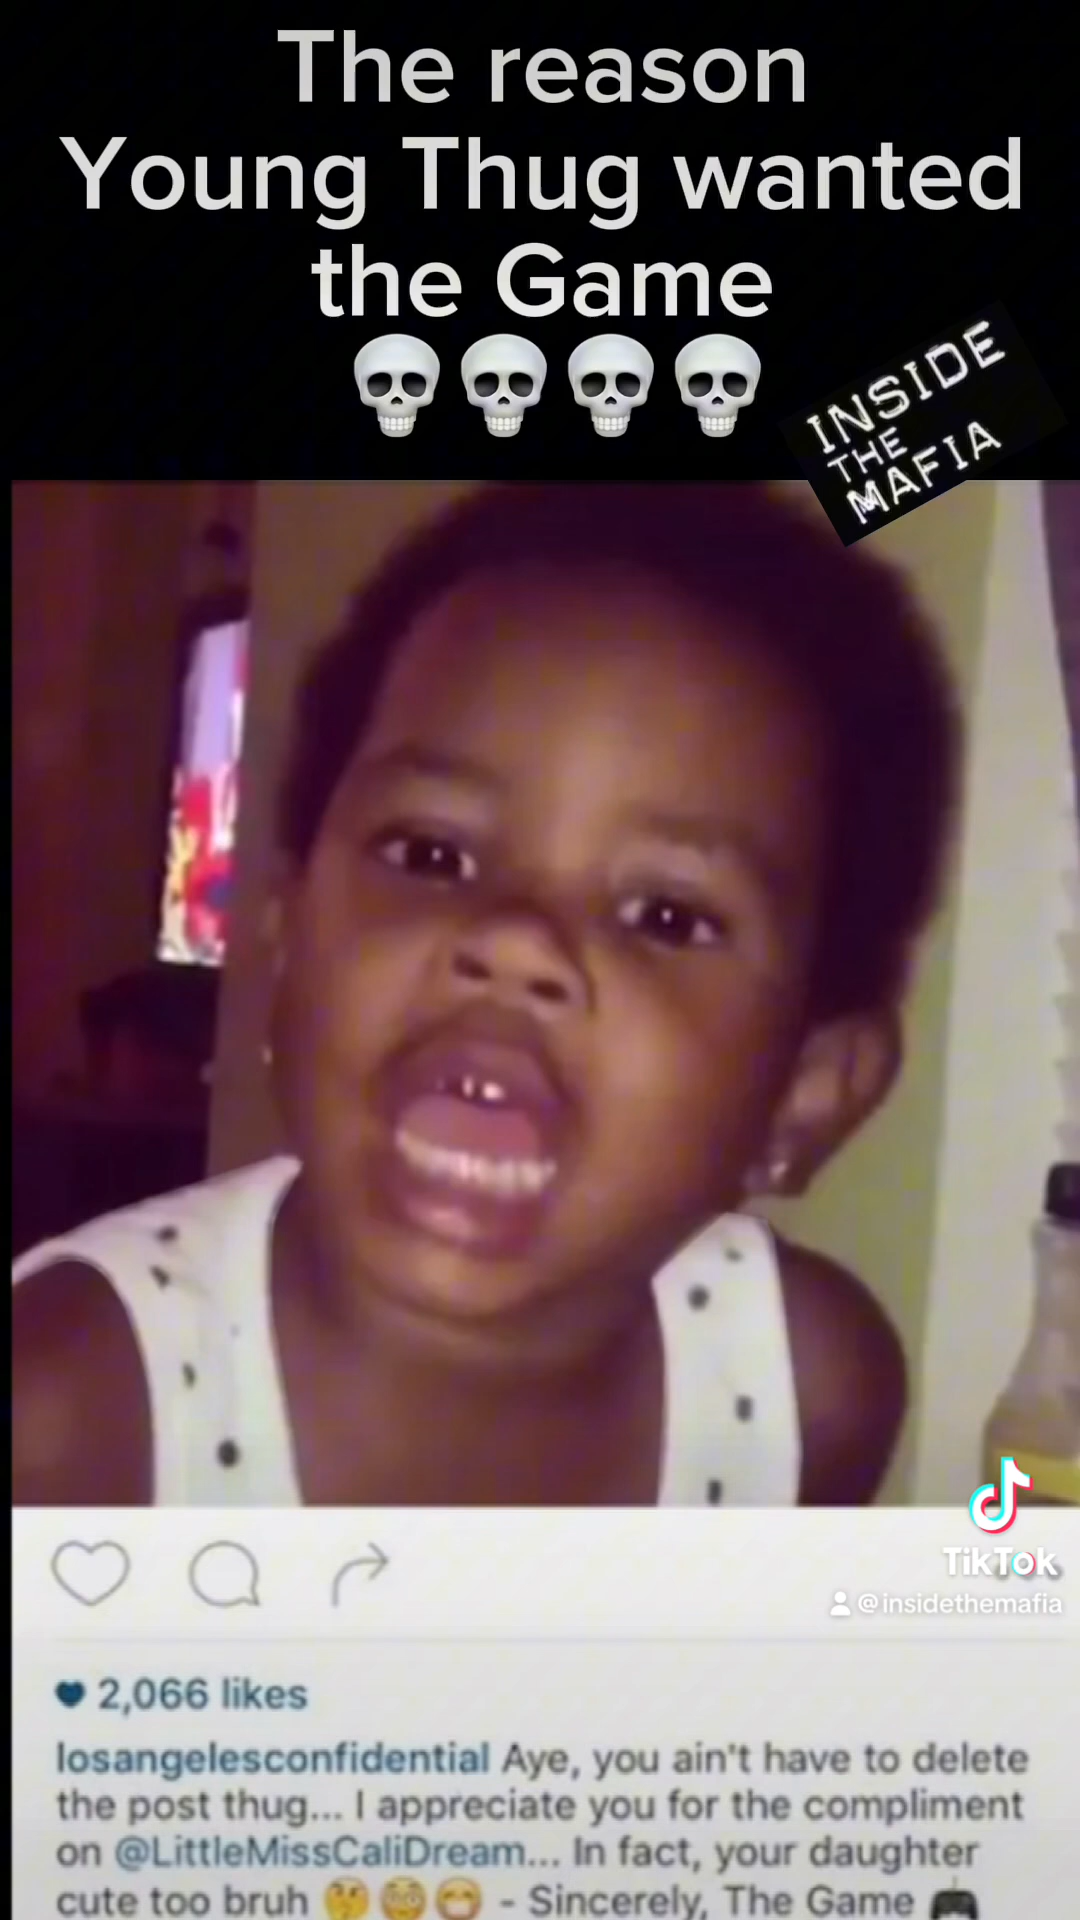 The reason
Young Thug wanted
the Game
💀💀💀💀
INSIDE
THE
MAFIA
TikTok
@insidethemafia
2,066 likes
losangelesconfidential Aye, you ain't have to delete
the post thug... I appreciate you for the compliment
on @LittleMissCaliDream... In fact, your daughter
cute too bruh 🤔😳😂 - Sincerely, The Game 🎮